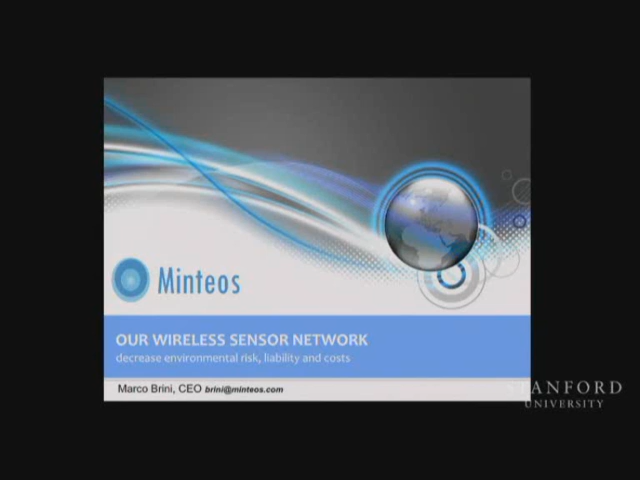 Minteos
OUR WIRELESS SENSOR NETWORK
decrease environmental risk, liability and costs
Marco Brini, CEO brini@minteos.com
STANFORD
UNIVERSITY